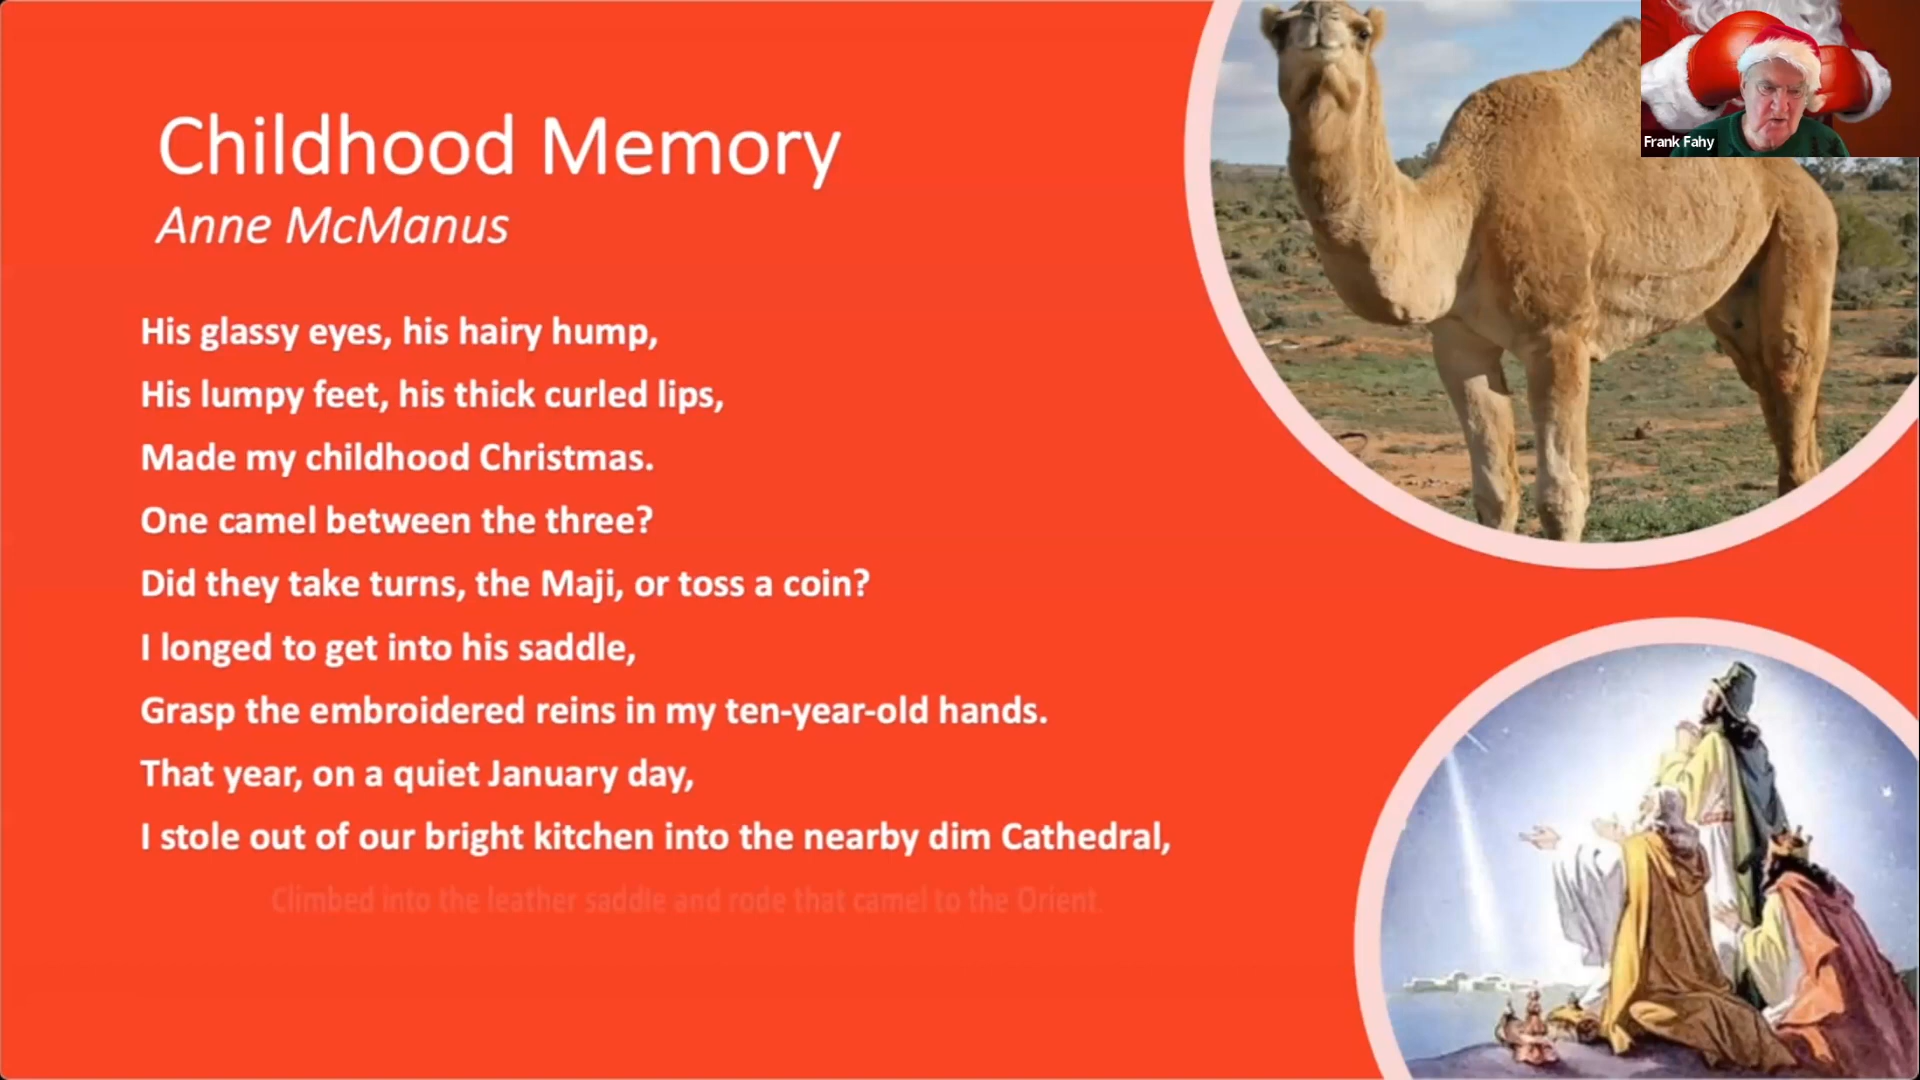 Childhood Memory
Anne McManus
His glassy eyes, his hairy hump,
His lumpy feet, his thick curled lips,
Made my childhood Christmas.
One camel between the three?
Did they take turns, the Maji, or toss a coin?
I longed to get into his saddle,
Grasp the embroidered reins in my ten-year-old hands.
That year, on a quiet January day,
I stole out of our bright kitchen into the nearby dim Cathedral,
Climbed into the leather saddle and rode that camel to the Orient.
Frank Fahy